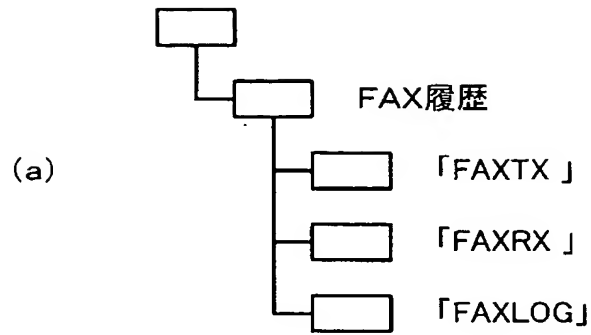 FAX履歴
(a)
「FAXTX 」
「FAXRX 」
「FAXLOG」